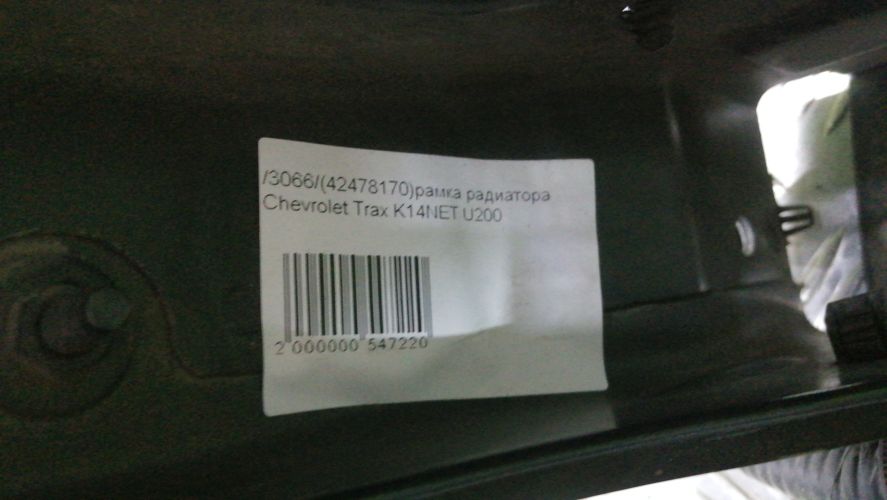 /3066/(42478170)рамка радиатора
Chevrolet Trax K14NET U200
2 000000 547220